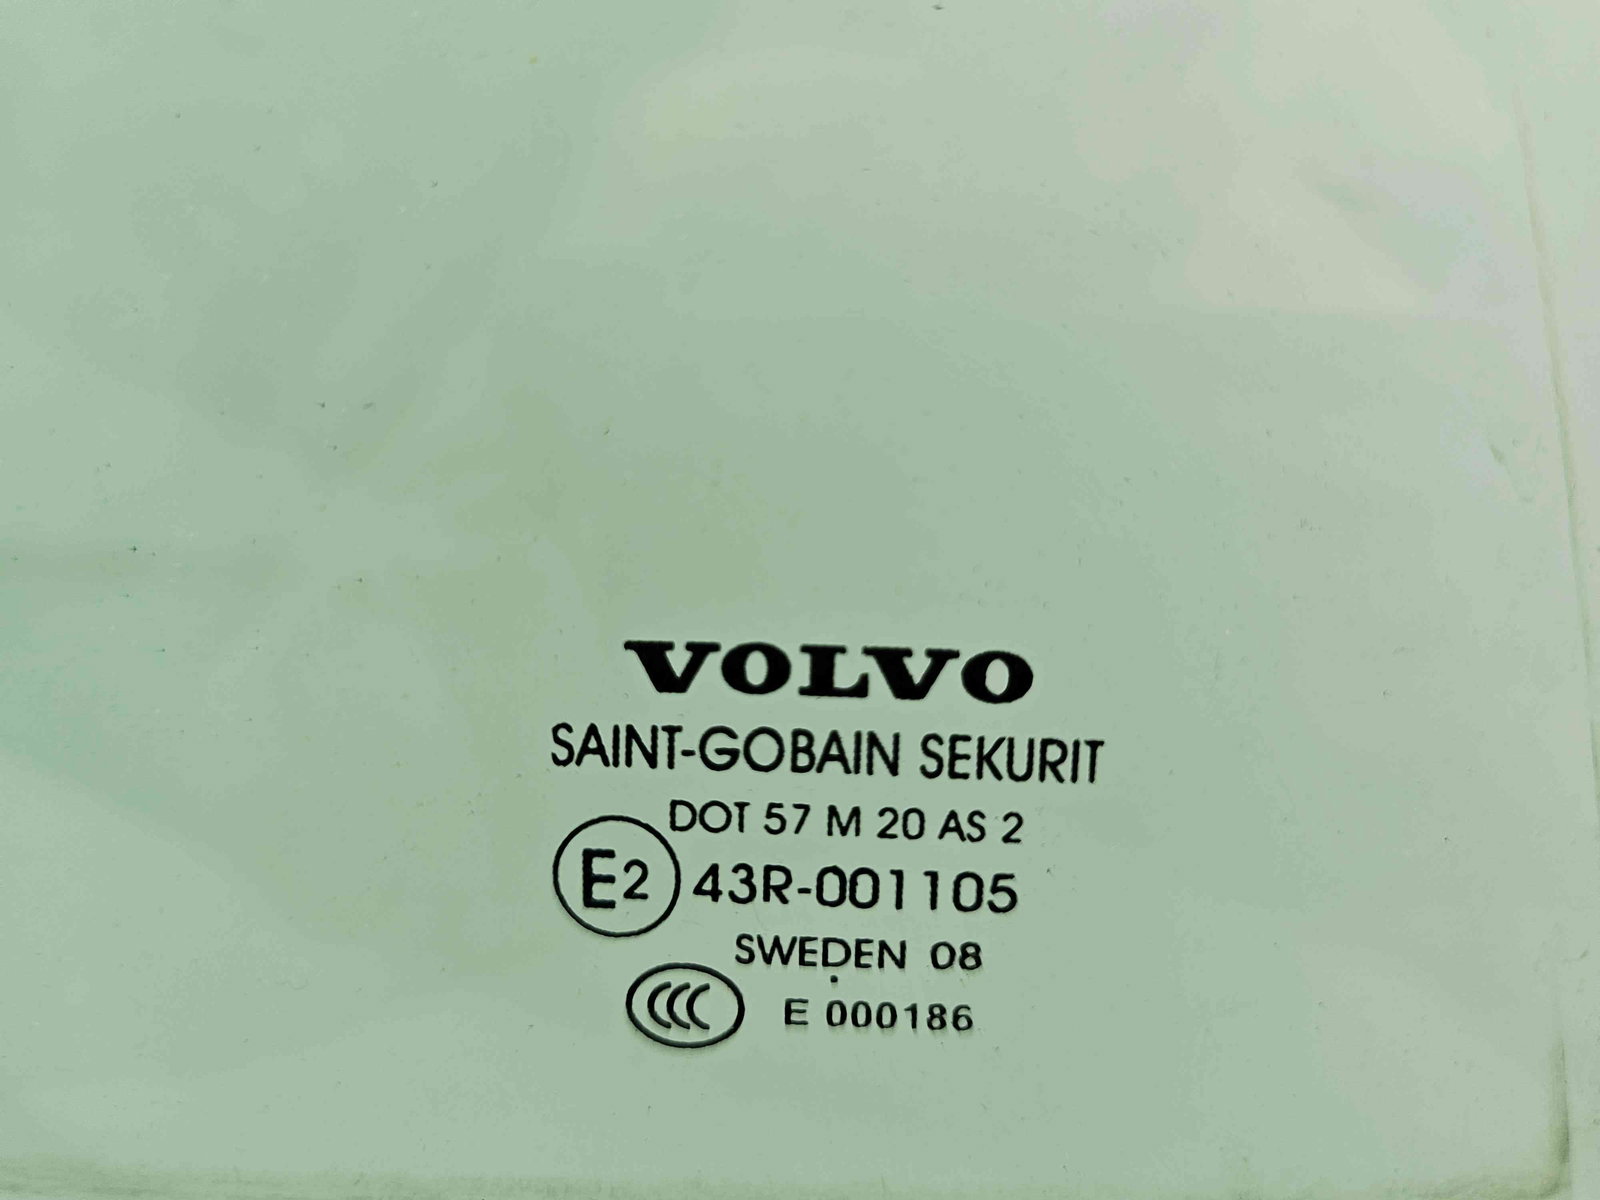 VOLVO
SAINT-GOBAIN SEKURIT
DOT 57 M 20 AS 2
E2 43R-001105
SWEDEN 08
CCC E 000186